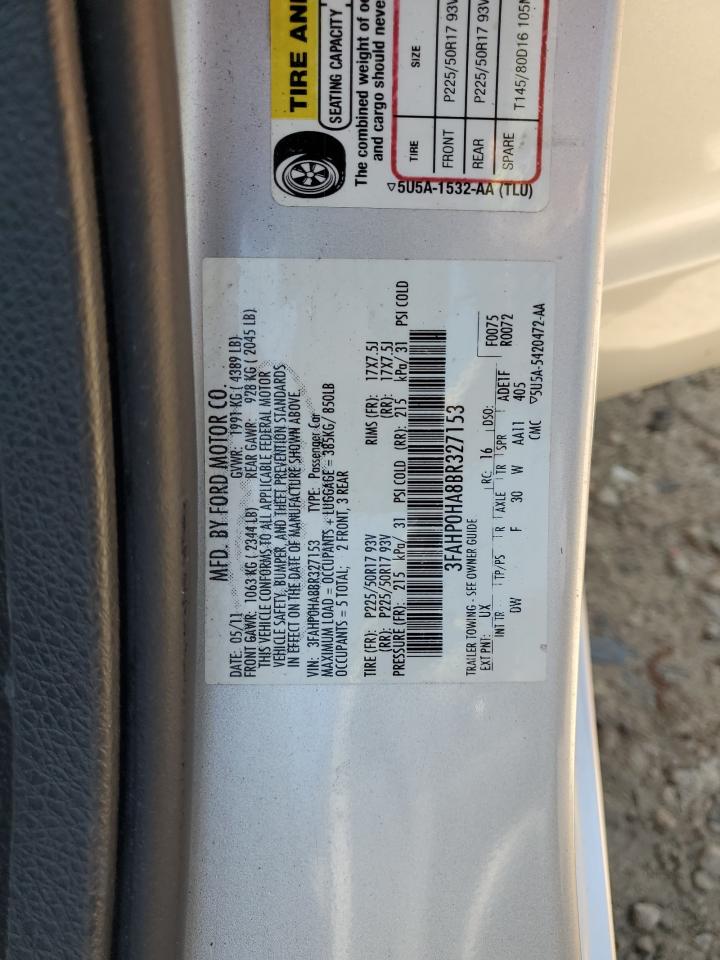 TIRE AND
SEATING CAPACITY
The combined weight of oc
and cargo should never
TIRE SIZE
FRONT P225/50R17 93V
REAR P225/50R17 93V
SPARE T145/80D16 105M
▽5U5A-1532-AA (TLU)
MFD. BY FORD MOTOR CO.
DATE: 05/11 GVWR: 1991 KG ( 4389 LB)
FRONT GAWR: 1063 KG ( 2344 LB) REAR GAWR: 928 KG ( 2045 LB)
THIS VEHICLE CONFORMS TO ALL APPLICABLE FEDERAL MOTOR
VEHICLE SAFETY, BUMPER, AND THEFT PREVENTION STANDARDS
IN EFFECT ON THE DATE OF MANUFACTURE SHOWN ABOVE.
VIN: 3FAHP0HA8BR327153 TYPE: Passenger Car
MAXIMUM LOAD = OCCUPANTS + LUGGAGE = 385KG/ 850LB
OCCUPANTS = 5 TOTAL; 2 FRONT, 3 REAR
TIRE (FR): P225/50R17 93V RIMS (FR): 17X7.5J
(RR): P225/50R17 93V (RR): 17X7.5J
PRESSURE (FR): 215 kPa/ 31 PSI COLD (RR): 215 kPa/ 31 PSI COLD
3FAHP0HA8BR327153
TRAILER TOWING - SEE OWNER GUIDE
F0075
R0072
EXT PNT: UX RC: 16 DSO:
INT TR TP/PS R AXLE TR SPR ADE1F
DW F 30 W AA11 405
CMC ▽5U5A-5420472-AA